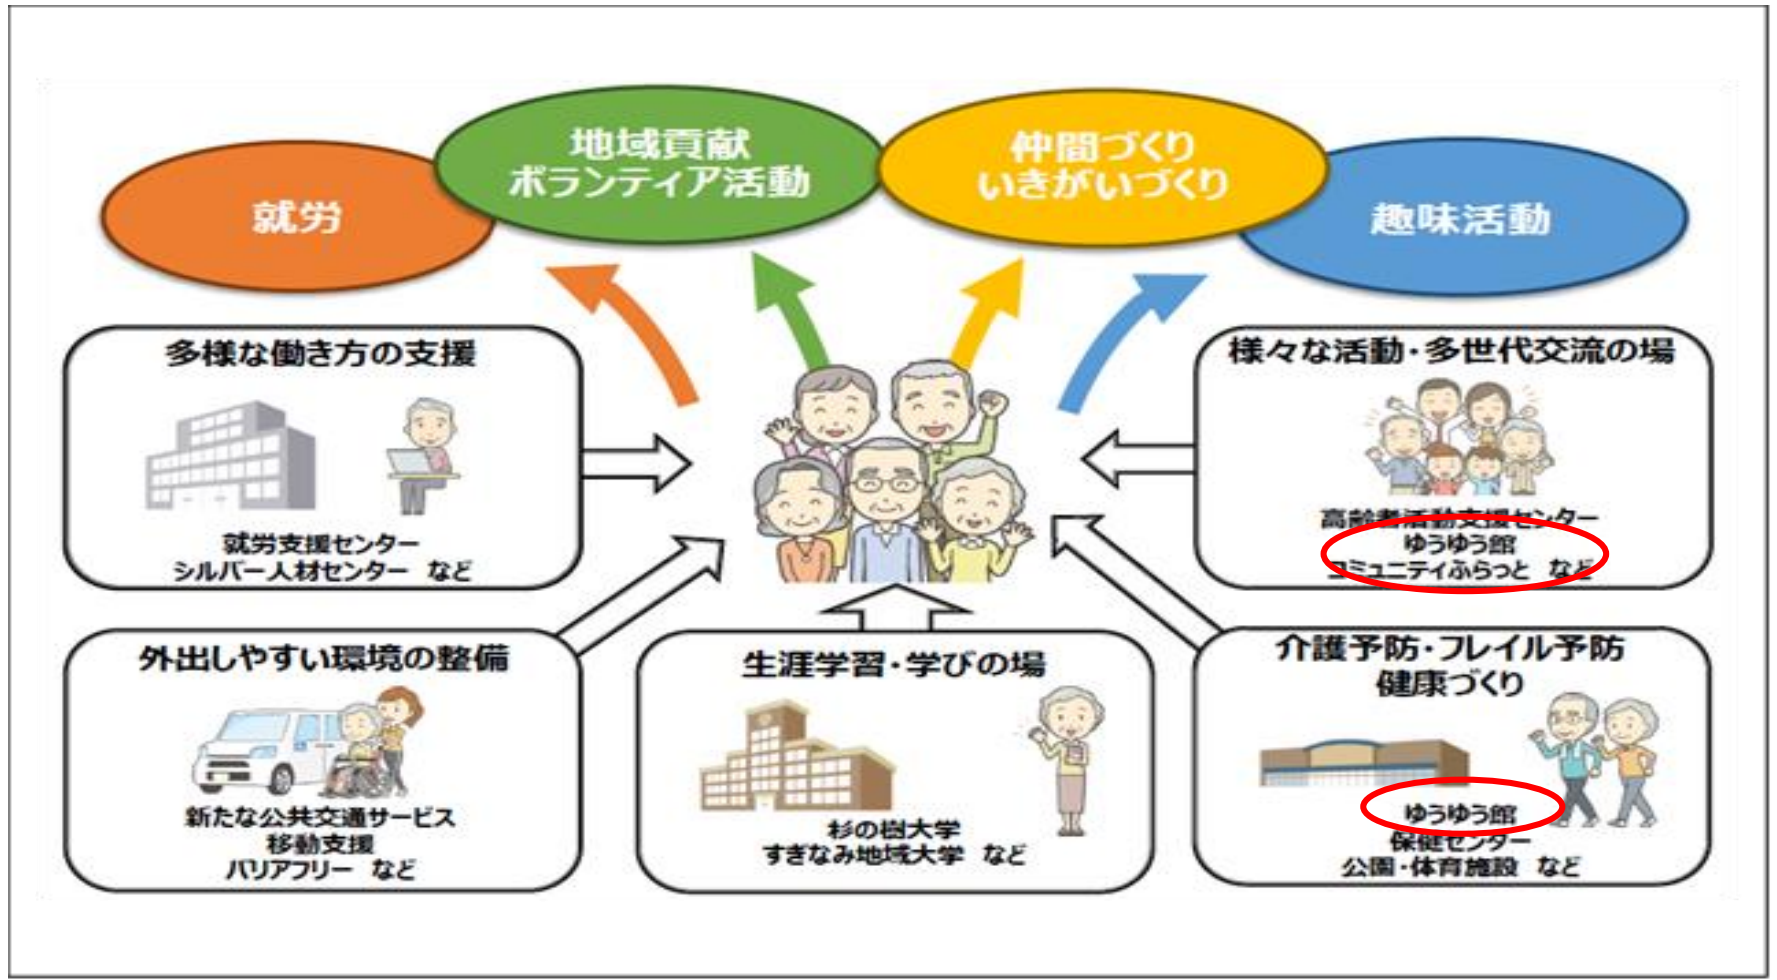 就労
地域貢献
ボランティア活動
仲間づくり
いきがいづくり
趣味活動
多様な働き方の支援
就労支援センター
シルバー人材センター など
様々な活動・多世代交流の場
高齢者活動支援センター
ゆうゆう館
コミュニティふらっと など
外出しやすい環境の整備
新たな公共交通サービス
移動支援
バリアフリー など
生涯学習・学びの場
杉の樹大学
すぎなみ地域大学 など
介護予防・フレイル予防
健康づくり
ゆうゆう館
保健センター
公園・体育施設 など